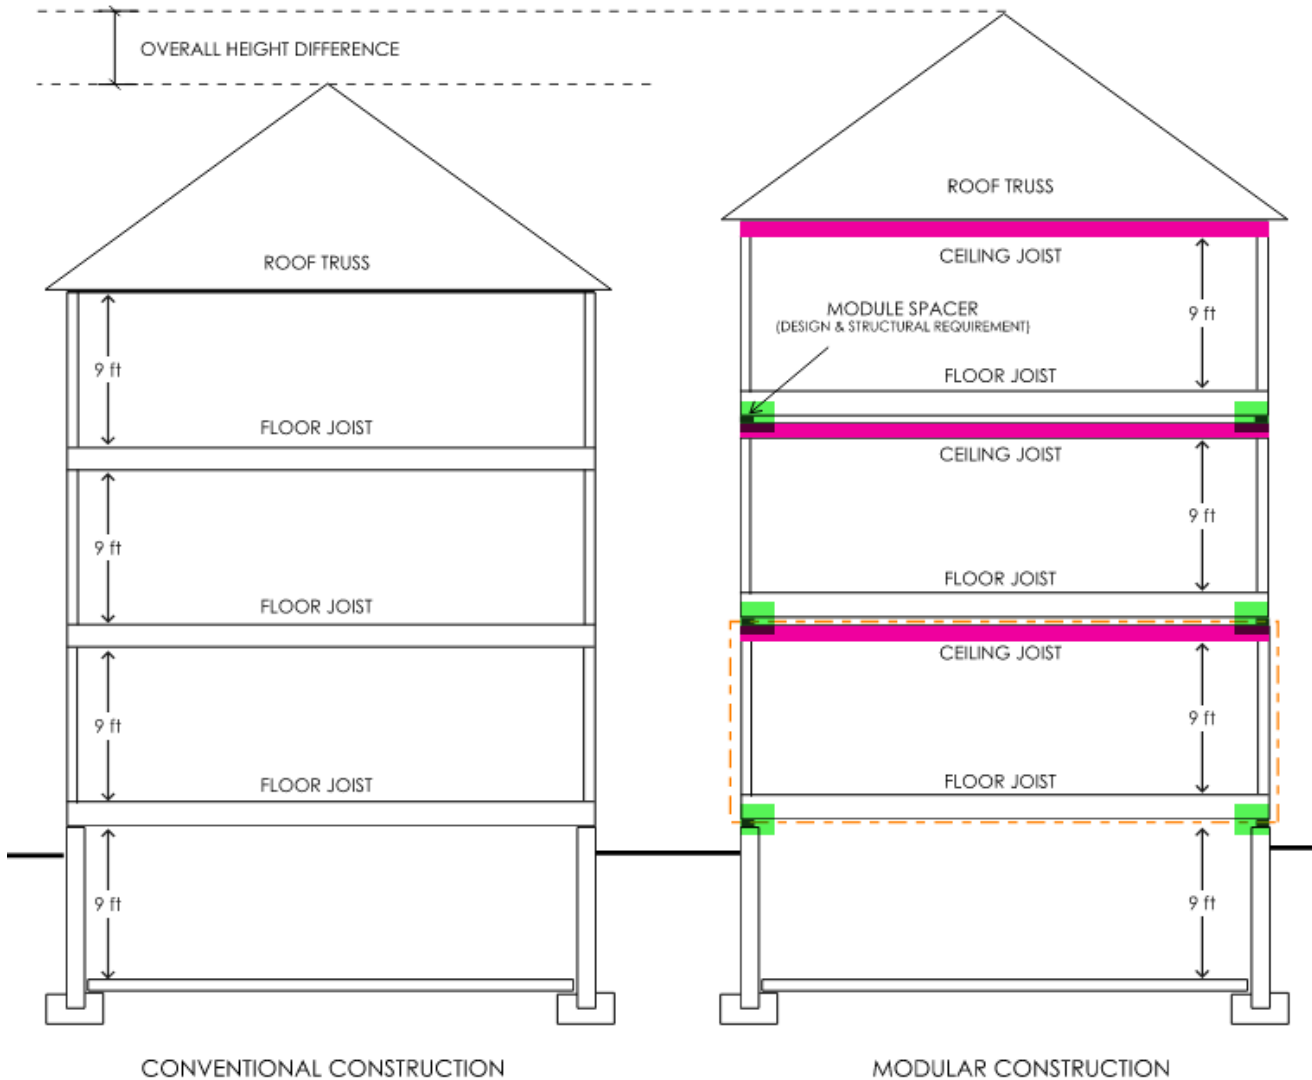 OVERALL HEIGHT DIFFERENCE
ROOF TRUSS
9 ft
FLOOR JOIST
9 ft
FLOOR JOIST
9 ft
FLOOR JOIST
9 ft
CONVENTIONAL CONSTRUCTION
ROOF TRUSS
CEILING JOIST
9 ft
MODULE SPACER
(DESIGN & STRUCTURAL REQUIREMENT)
FLOOR JOIST
CEILING JOIST
9 ft
FLOOR JOIST
CEILING JOIST
9 ft
FLOOR JOIST
9 ft
MODULAR CONSTRUCTION